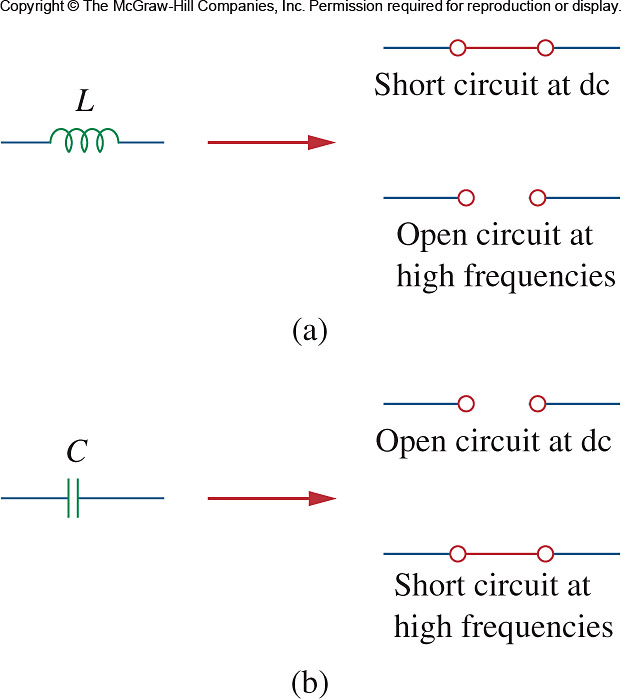 Copyright © The McGraw-Hill Companies, Inc. Permission required for reproduction or display.
L
Short circuit at dc
Open circuit at
high frequencies
(a)
C
Open circuit at dc
Short circuit at
high frequencies
(b)